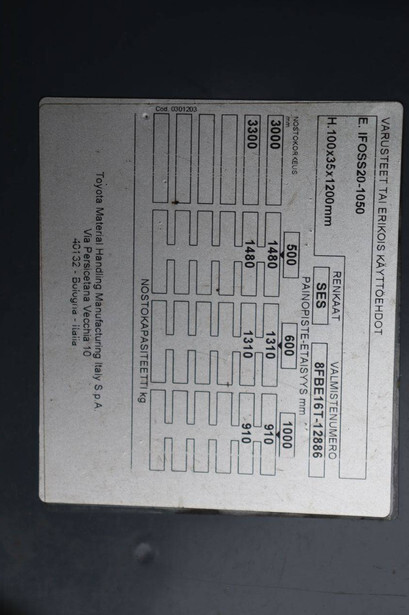 VARUSTEET TAI ERIKOIS KÄYTTÖEHDOT
E. IFOSS20-1050
H.100x35x1200mm
RENKAAT
SES
VALMISTENUMERO
8FBE16T-12886
PAINOPISTE-ETÄISYYS mm
NOSTOKORKEUS mm
500 600 1000
3000 1480 1310 910
3300 1480 1310 910
NOSTOKAPASITEETTI kg
Cod. 0301203
Toyota Material Handling Manufacturing Italy S p A
Via Persicetana Vecchia 10
40132 - Bologna - Italia